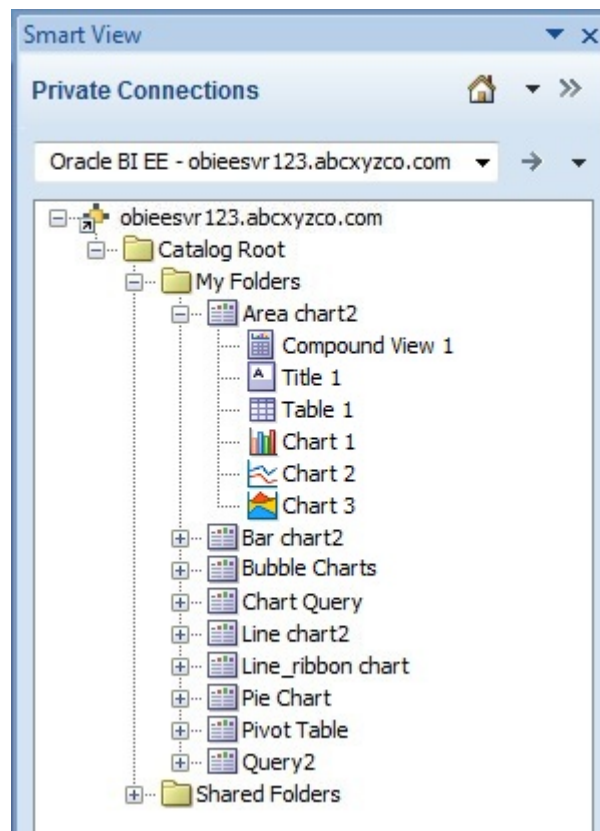 Smart View
Private Connections
Oracle BI EE - obieesvr123.abcxyzco.com
obieesvr123.abcxyzco.com
Catalog Root
My Folders
Area chart2
Compound View 1
A Title 1
Table 1
Chart 1
Chart 2
Chart 3
Bar chart2
Bubble Charts
Chart Query
Line chart2
Line_ribbon chart
Pie Chart
Pivot Table
Query2
Shared Folders